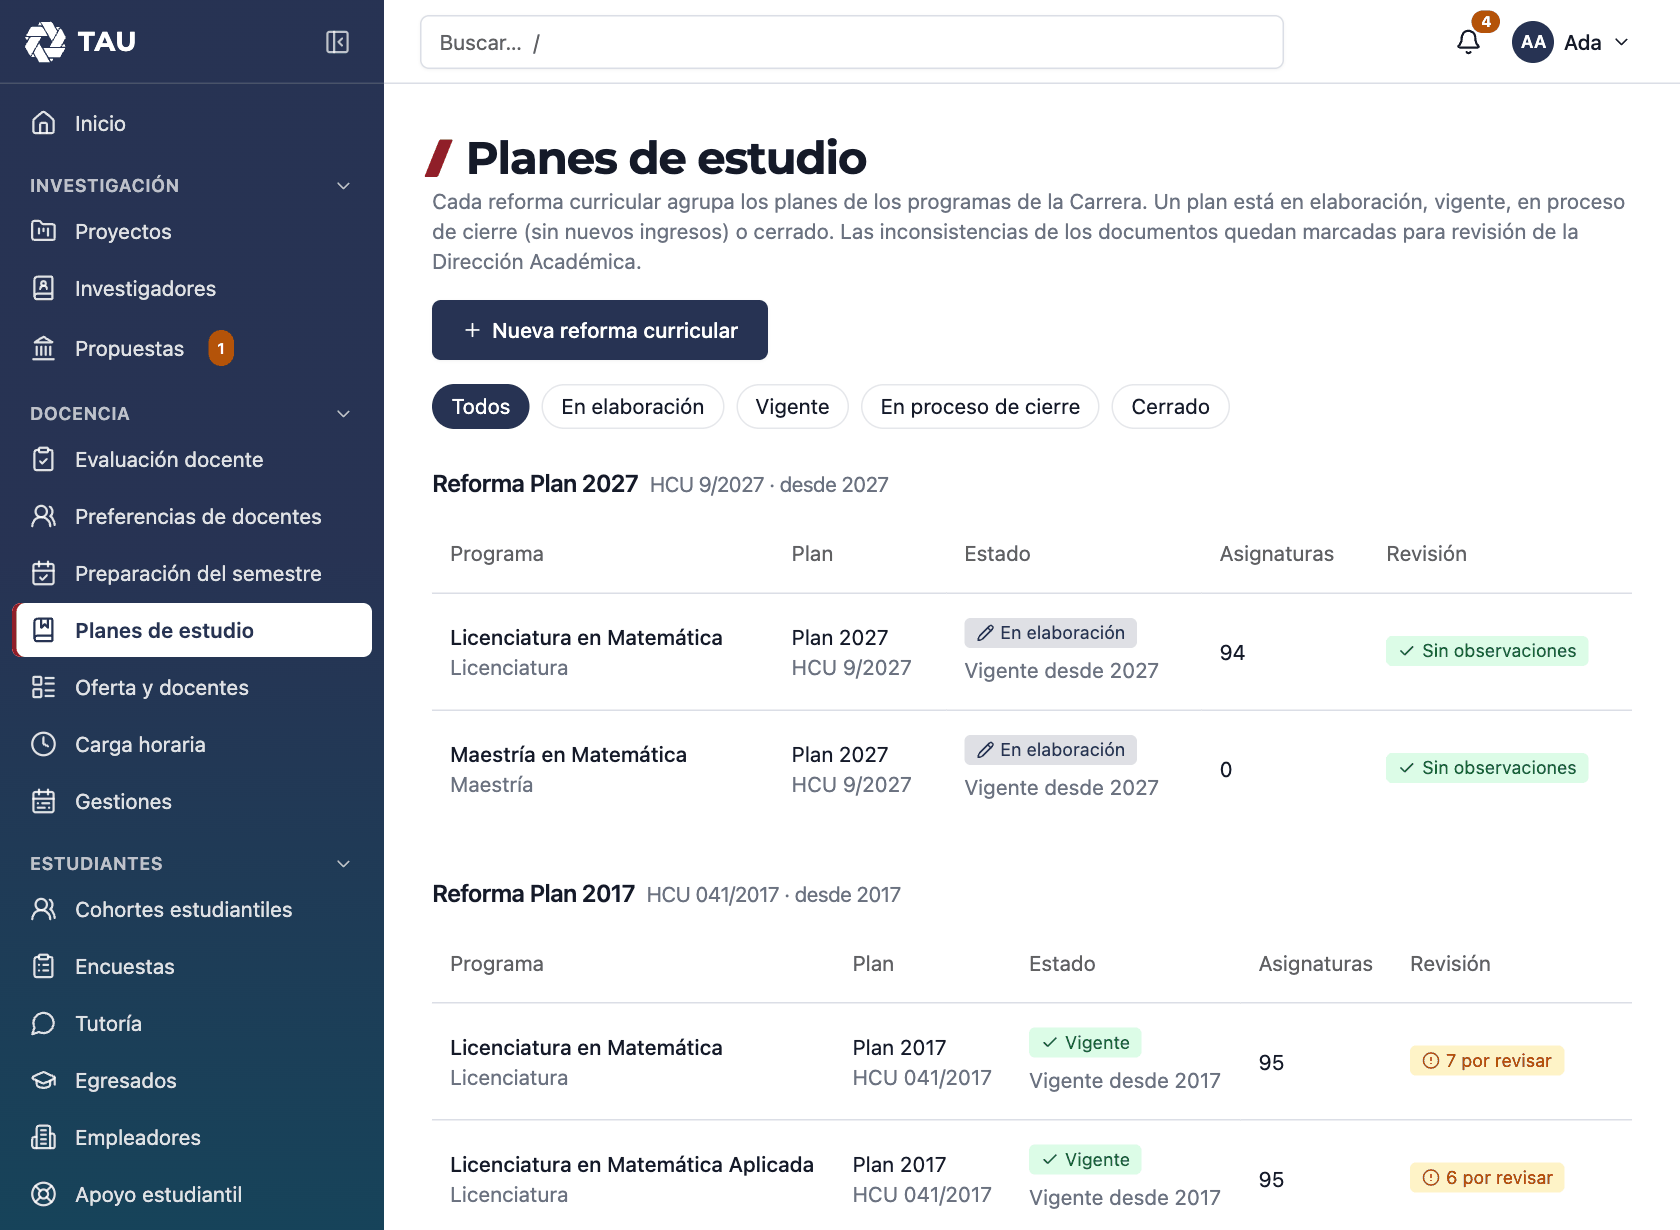 TAU
Buscar... /
4
AA
Ada
Inicio
INVESTIGACIÓN
Proyectos
Investigadores
Propuestas
1
DOCENCIA
Evaluación docente
Preferencias de docentes
Preparación del semestre
Planes de estudio
Oferta y docentes
Carga horaria
Gestiones
ESTUDIANTES
Cohortes estudiantiles
Encuestas
Tutoría
Egresados
Empleadores
Apoyo estudiantil
Planes de estudio
Cada reforma curricular agrupa los planes de los programas de la Carrera. Un plan está en elaboración, vigente, en proceso
de cierre (sin nuevos ingresos) o cerrado. Las inconsistencias de los documentos quedan marcadas para revisión de la
Dirección Académica.
+ Nueva reforma curricular
Todos En elaboración Vigente En proceso de cierre Cerrado
Reforma Plan 2027 HCU 9/2027 · desde 2027
Programa Plan Estado Asignaturas Revisión
Licenciatura en Matemática Plan 2027 En elaboración 94 Sin observaciones
Licenciatura HCU 9/2027 Vigente desde 2027
Maestría en Matemática Plan 2027 En elaboración 0 Sin observaciones
Maestría HCU 9/2027 Vigente desde 2027
Reforma Plan 2017 HCU 041/2017 · desde 2017
Programa Plan Estado Asignaturas Revisión
Licenciatura en Matemática Plan 2017 Vigente 95 7 por revisar
Licenciatura HCU 041/2017 Vigente desde 2017
Licenciatura en Matemática Aplicada Plan 2017 Vigente 95 6 por revisar
Licenciatura HCU 041/2017 Vigente desde 2017